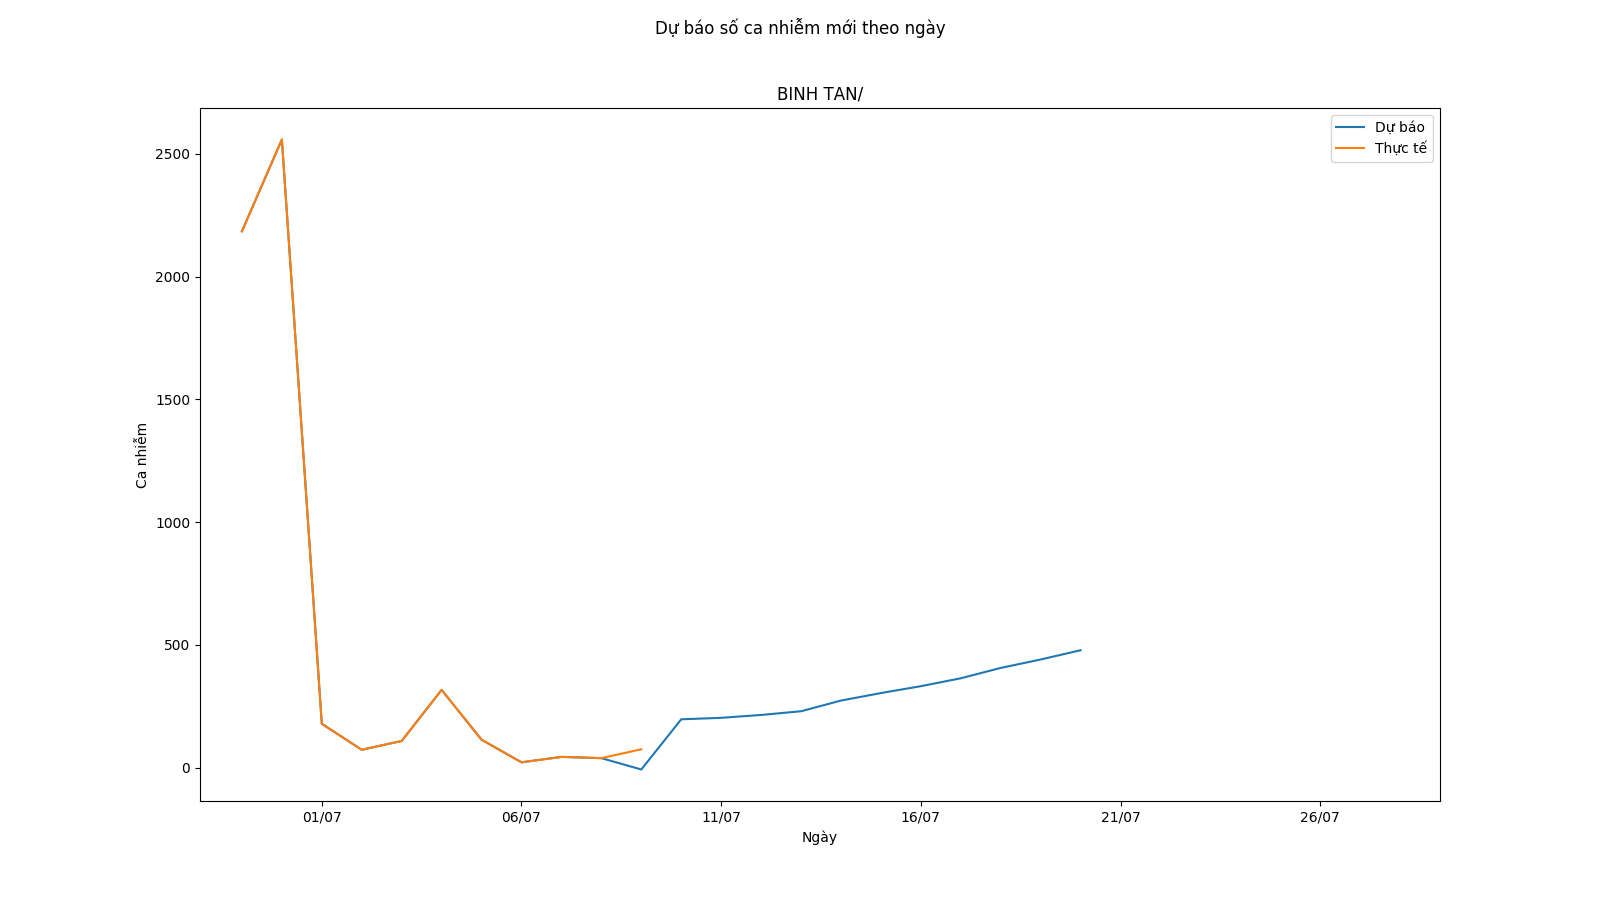 Dự báo số ca nhiễm mới theo ngày
BINH TAN/
Dự báo
Thực tế
2500
2000
1500
1000
500
0
Ca nhiễm
01/07
06/07
11/07
16/07
21/07
26/07
Ngày